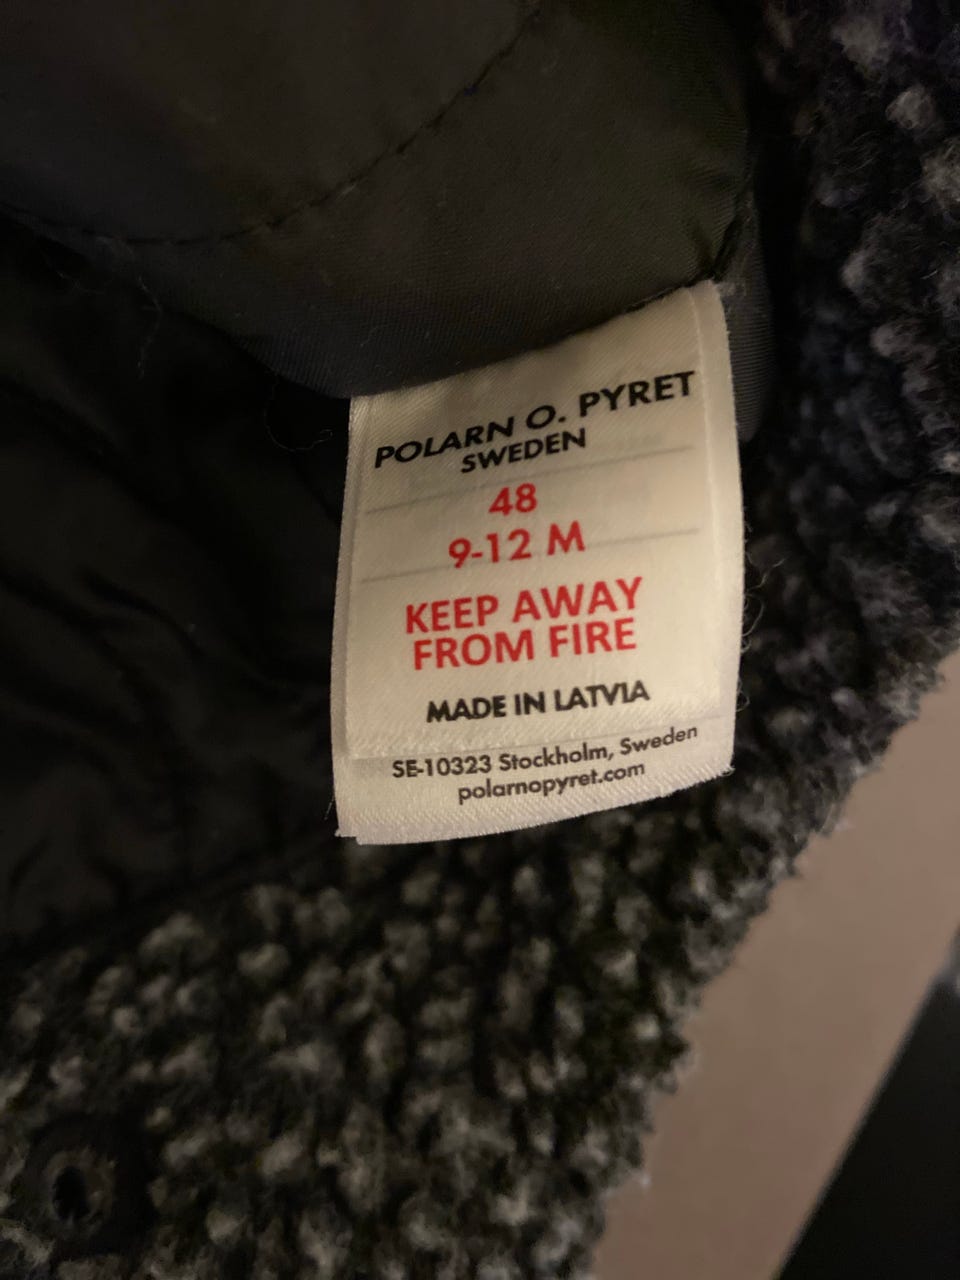 POLARN O. PYRET
SWEDEN
48
9-12 M
KEEP AWAY
FROM FIRE
MADE IN LATVIA
SE-10323 Stockholm, Sweden
polarnopyret.com